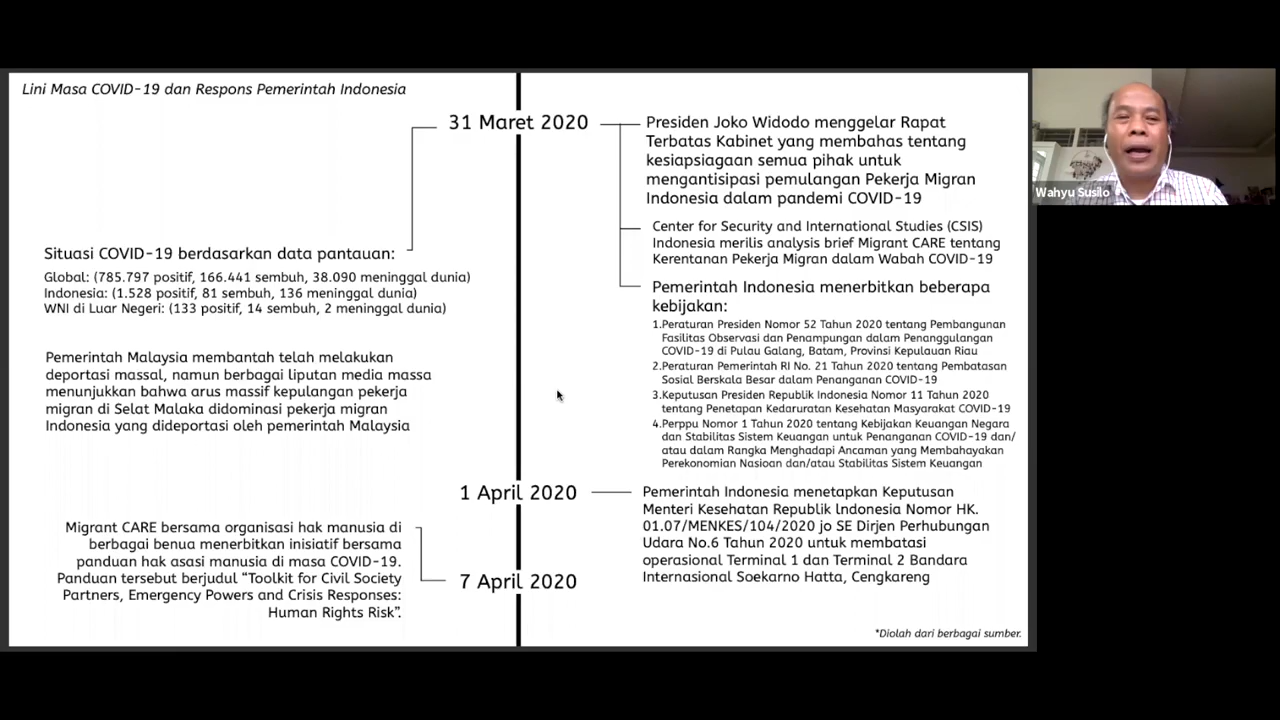 Lini Masa COVID-19 dan Respons Pemerintah Indonesia
31 Maret 2020
Situasi COVID-19 berdasarkan data pantauan:
Global: (785.797 positif, 166.441 sembuh, 38.090 meninggal dunia)
Indonesia: (1.528 positif, 81 sembuh, 136 meninggal dunia)
WNI di Luar Negeri: (133 positif, 14 sembuh, 2 meninggal dunia)
Pemerintah Malaysia membantah telah melakukan
deportasi massal, namun berbagai liputan media massa
menunjukkan bahwa arus massif kepulangan pekerja
migran di Selat Malaka didominasi pekerja migran
Indonesia yang dideportasi oleh pemerintah Malaysia
Presiden Joko Widodo menggelar Rapat
Terbatas Kabinet yang membahas tentang
kesiapsiagaan semua pihak untuk
mengantisipasi pemulangan Pekerja Migran
Indonesia dalam pandemi COVID-19
Center for Security and International Studies (CSIS)
Indonesia merilis analysis brief Migrant CARE tentang
Kerentanan Pekerja Migran dalam Wabah COVID-19
Pemerintah Indonesia menerbitkan beberapa
kebijakan:
1.Peraturan Presiden Nomor 52 Tahun 2020 tentang Pembangunan
Fasilitas Observasi dan Penampungan dalam Penanggulangan
COVID-19 di Pulau Galang, Batam, Provinsi Kepulauan Riau
2.Peraturan Pemerintah RI No. 21 Tahun 2020 tentang Pembatasan
Sosial Berskala Besar dalam Penanganan COVID-19
3.Keputusan Presiden Republik Indonesia Nomor 11 Tahun 2020
tentang Penetapan Kedaruratan Kesehatan Masyarakat COVID-19
4.Perppu Nomor 1 Tahun 2020 tentang Kebijakan Keuangan Negara
dan Stabilitas Sistem Keuangan untuk Penanganan COVID-19 dan/
atau dalam Rangka Menghadapi Ancaman yang Membahayakan
Perekonomian Nasioan dan/atau Stabilitas Sistem Keuangan
1 April 2020
Pemerintah Indonesia menetapkan Keputusan
Menteri Kesehatan Republik Indonesia Nomor HK.
01.07/MENKES/104/2020 jo SE Dirjen Perhubungan
Udara No.6 Tahun 2020 untuk membatasi
operasional Terminal 1 dan Terminal 2 Bandara
Internasional Soekarno Hatta, Cengkareng
7 April 2020
Migrant CARE bersama organisasi hak manusia di
berbagai benua menerbitkan inisiatif bersama
panduan hak asasi manusia di masa COVID-19.
Panduan tersebut berjudul “Toolkit for Civil Society
Partners, Emergency Powers and Crisis Responses:
Human Rights Risk”.
*Diolah dari berbagai sumber.
Wahyu Susilo